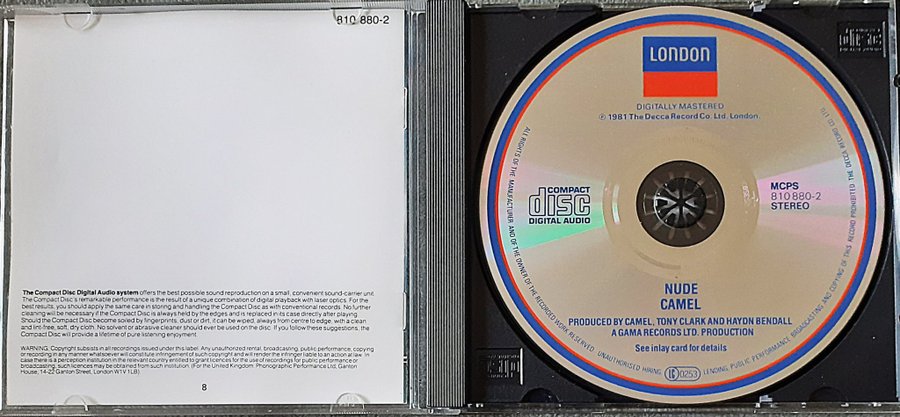 810 880-2
The Compact Disc Digital Audio system offers the best possible sound reproduction on a small, convenient sound-carrier unit.
The Compact Disc's remarkable performance is the result of a unique combination of digital playback with laser optics. For the
best results, you should apply the same care in storing and handling the Compact Disc as with conventional records. No further
cleaning will be necessary if the Compact Disc is always held by the edges and is replaced in its case directly after playing
Should the Compact Disc become soiled by fingerprints, dust or dirt, it can be wiped, always from centre to edge, with a clean
and lint-free, soft, dry cloth. No solvent or abrasive cleaner should ever be used on the disc. If you follow these suggestions, the
Compact Disc will provide a lifetime of pure listening enjoyment
WARNING: Copyright subsists in all recordings issued under this label. Any unauthorized rental, broadcasting, public performance, copying
or recording in any manner whatsoever will constitute infringement of such copyright and will render the infringer liable to an action at law. In
case there is a perception institution in the relevant country entitled to grant licences for the use of recordings for public performance or
broadcasting, such licences may be obtained from such institution. (For the United Kingdom: Phonographic Performance Ltd, Ganton
House, 14-22 Ganton Street, London W1V 1LB.)
8
LONDON
DIGITALLY MASTERED
℗ 1981 The Decca Record Co. Ltd. London.
COMPACT
disc
DIGITAL AUDIO
MCPS
810 880-2
STEREO
NUDE
CAMEL
PRODUCED BY CAMEL, TONY CLARK AND HAYDN BENDALL
A GAMA RECORDS LTD. PRODUCTION
See inlay card for details
ALL RIGHTS OF THE MANUFACTURER AND OF THE OWNER OF THE RECORDED WORK RESERVED. UNAUTHORISED HIRING, LENDING, PUBLIC PERFORMANCE BROADCASTING AND COPYING OF THIS RECORD PROHIBITED. THE DECCA RECORD CO LTD
LC 0253
disc